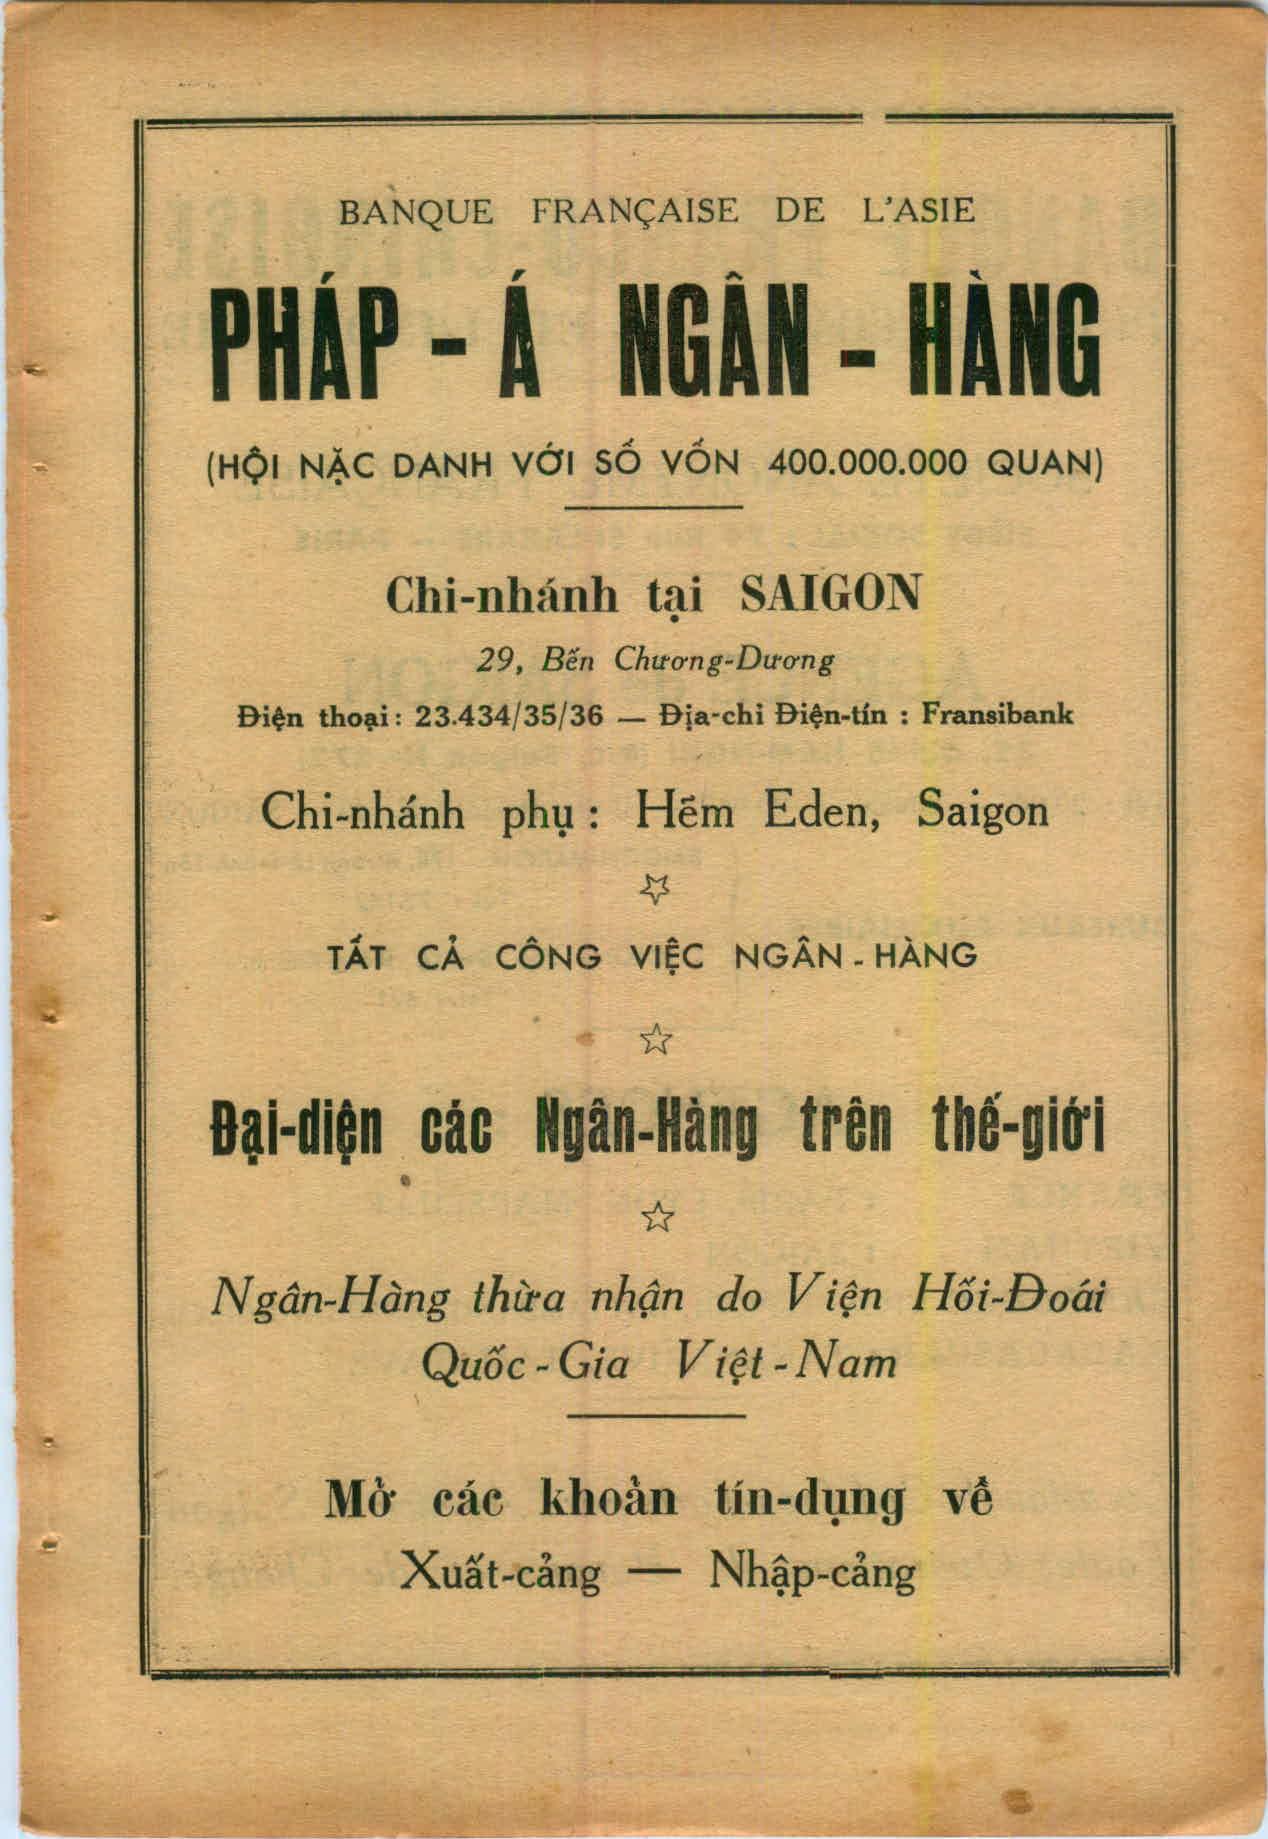 BANQUE FRANÇAISE DE L'ASIE
PHÁP - Á NGÂN - HÀNG
(HỘI NẶC DANH VỚI SỐ VỐN 400.000.000 QUAN)
Chi-nhánh tại SAIGON
29, Bến Chương-Dương
Điện thoại: 23.434/35/36 — Địa-chỉ Điện-tín : Fransibank
Chi-nhánh phụ : Hẻm Eden, Saigon
TẤT CẢ CÔNG VIỆC NGÂN - HÀNG
Đại-diện các Ngân-Hàng trên thế-giới
Ngân-Hàng thừa nhận do Viện Hối-Đoái
Quốc - Gia Việt - Nam
Mở các khoản tín-dụng về
Xuất-cảng — Nhập-cảng